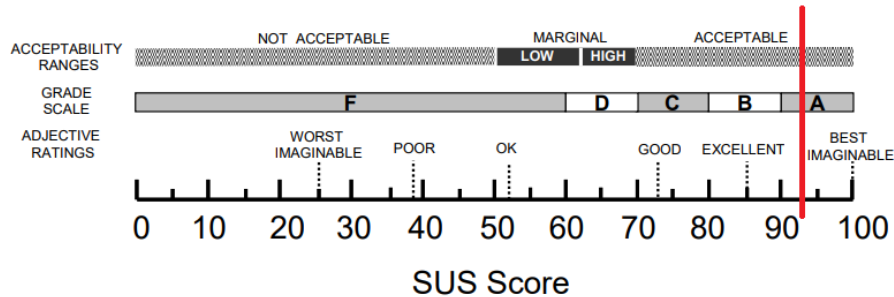 NOT ACCEPTABLE
MARGINAL
ACCEPTABLE
ACCEPTABILITY
RANGES
LOW
HIGH
GRADE
SCALE
F
D
C
B
A
ADJECTIVE
RATINGS
WORST
IMAGINABLE
POOR
OK
GOOD
EXCELLENT
BEST
IMAGINABLE
0 10 20 30 40 50 60 70 80 90 100
SUS Score